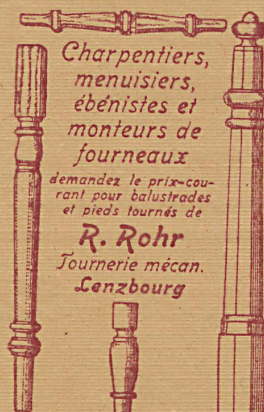 Charpentiers,
menuisiers,
ébénistes et
monteurs de
fourneaux
demandez le prix-cou-
rant pour balustrades
et pieds tournés de
R. Rohr
Tournerie mécan.
Lenzbourg